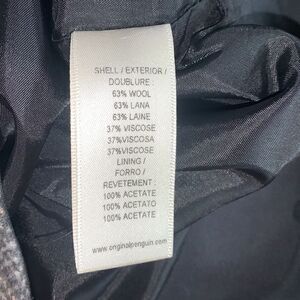 SHELL / EXTERIOR /
DOUBLURE :
63% WOOL
63% LANA
63% LAINE
37% VISCOSE
37%VISCOSA
37%VISCOSE
LINING /
FORRO /
REVETEMENT :
100% ACETATE
100% ACETATO
100% ACETATE
www.originalpenguin.com